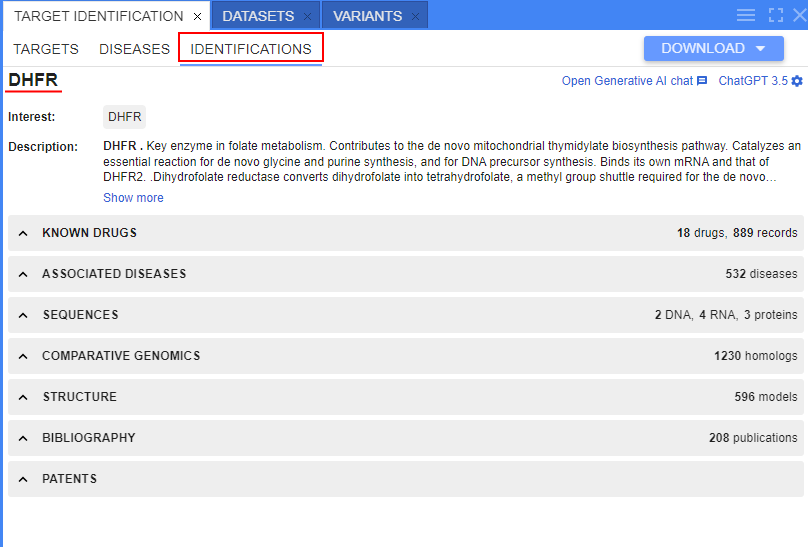 TARGET IDENTIFICATION × DATASETS × VARIANTS ×
TARGETS DISEASES IDENTIFICATIONS DOWNLOAD
DHFR Open Generative AI chat ChatGPT 3.5
Interest: DHFR
Description: DHFR . Key enzyme in folate metabolism. Contributes to the de novo mitochondrial thymidylate biosynthesis pathway. Catalyzes an
essential reaction for de novo glycine and purine synthesis, and for DNA precursor synthesis. Binds its own mRNA and that of
DHFR2. .Dihydrofolate reductase converts dihydrofolate into tetrahydrofolate, a methyl group shuttle required for the de novo…
Show more
KNOWN DRUGS 18 drugs, 889 records
ASSOCIATED DISEASES 532 diseases
SEQUENCES 2 DNA, 4 RNA, 3 proteins
COMPARATIVE GENOMICS 1230 homologs
STRUCTURE 596 models
BIBLIOGRAPHY 208 publications
PATENTS